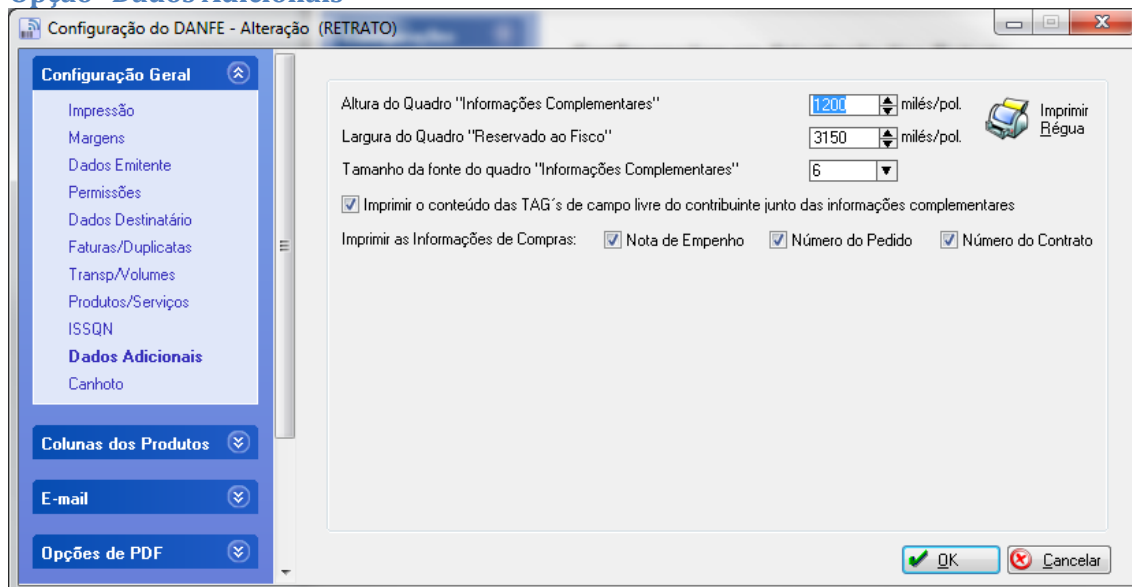 Opção "Dados Adicionais"
Configuração do DANFE - Alteração (RETRATO)
Configuração Geral
Impressão
Margens
Dados Emitente
Permissões
Dados Destinatário
Faturas/Duplicatas
Transp/Volumes
Produtos/Serviços
ISSQN
Dados Adicionais
Canhoto
Colunas dos Produtos
E-mail
Opções de PDF
Altura do Quadro "Informações Complementares" 1200 milés/pol.
Largura do Quadro "Reservado ao Fisco" 3150 milés/pol.
Tamanho da fonte do quadro "Informações Complementares" 6
Imprimir o conteúdo das TAG´s de campo livre do contribuinte junto das informações complementares
Imprimir as Informações de Compras: Nota de Empenho Número do Pedido Número do Contrato
Imprimir
Régua
OK Cancelar